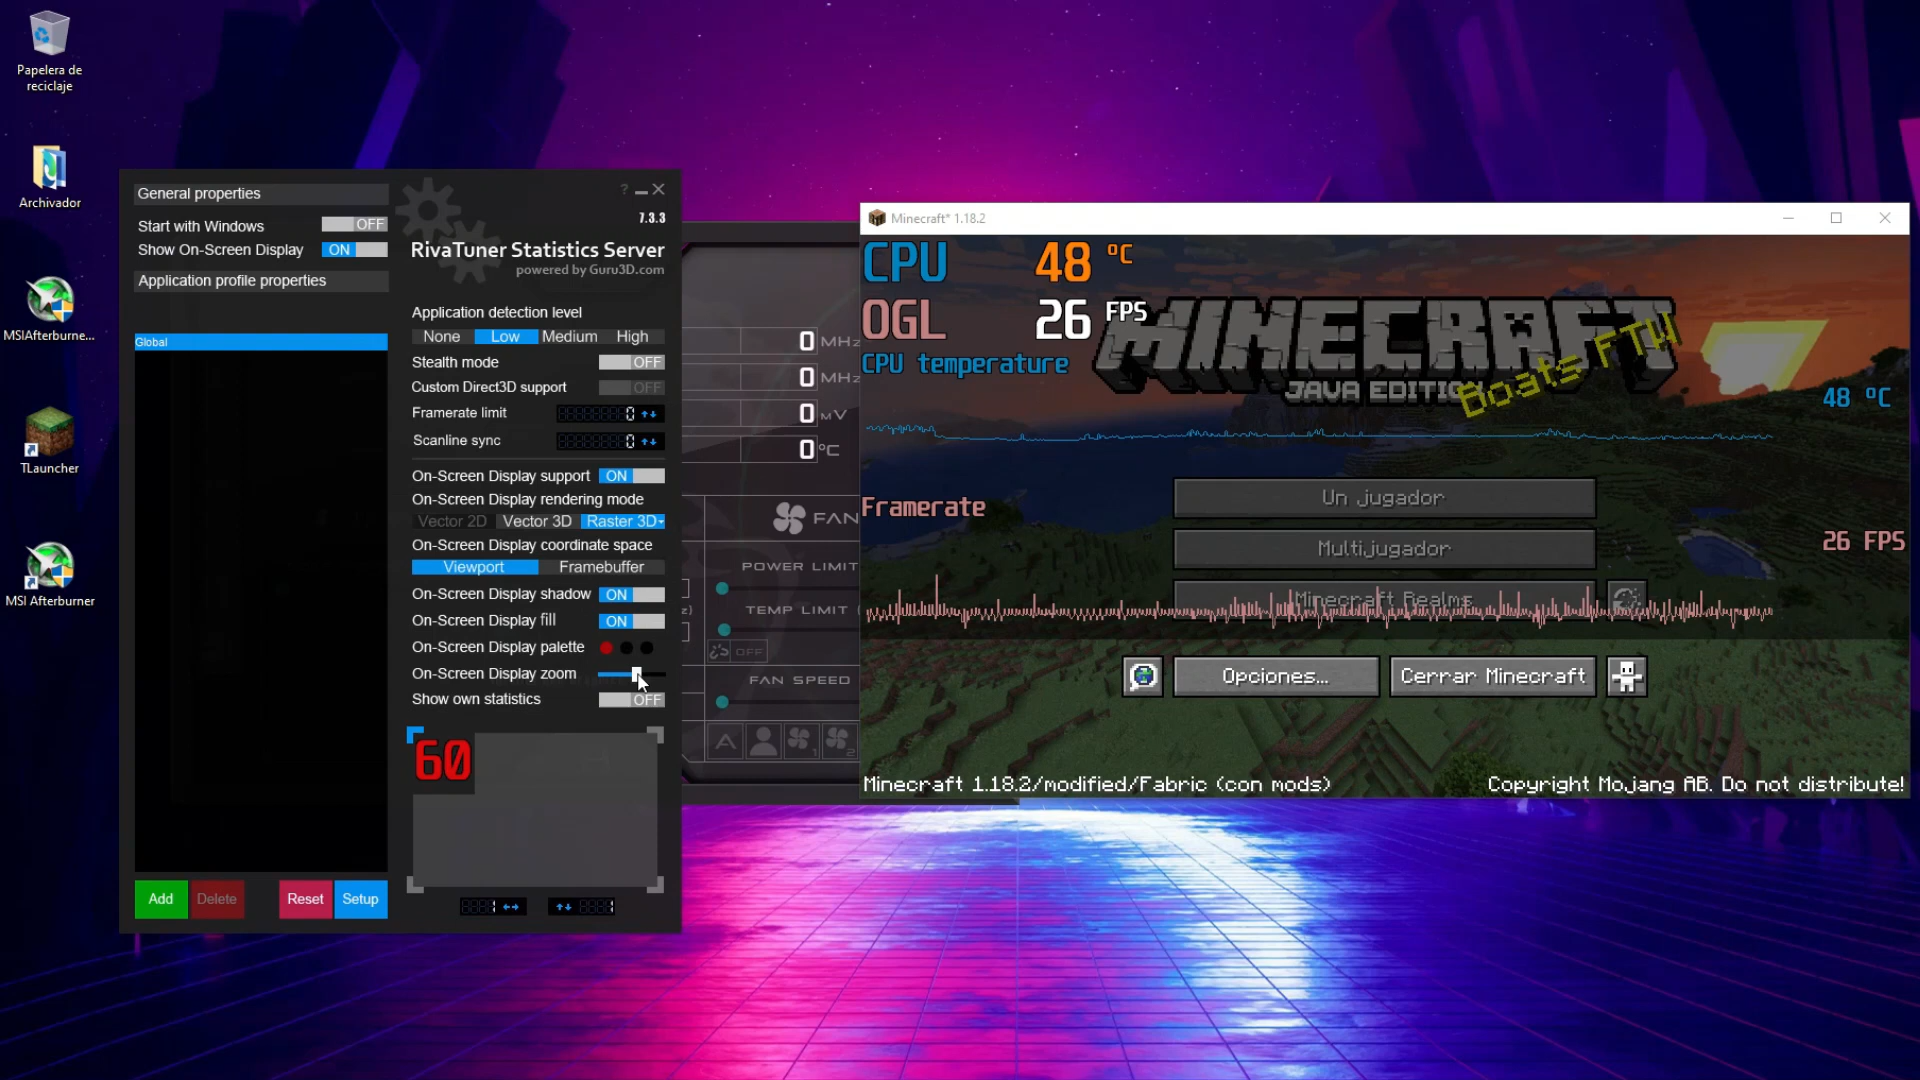 Papelera de
reciclaje
Archivador
MSIAfterburne...
TLauncher
MSI Afterburner
General properties
Start with Windows OFF
Show On-Screen Display ON
Application profile properties
Global
Add Delete Reset Setup
? 
7.3.3
RivaTuner Statistics Server
powered by Guru3D.com
Application detection level
None Low Medium High
Stealth mode OFF
Custom Direct3D support OFF
Framerate limit 0
Scanline sync 0
On-Screen Display support ON
On-Screen Display rendering mode
Vector 2D Vector 3D Raster 3D
On-Screen Display coordinate space
Viewport Framebuffer
On-Screen Display shadow ON
On-Screen Display fill ON
On-Screen Display palette
On-Screen Display zoom
Show own statistics OFF
60
1 1
0 MHz
0 MHz
0 MV
0 °C
FAN
POWER LIMIT
TEMP LIMIT (
OFF
FAN SPEED
A 1 2
Minecraft* 1.18.2
CPU 48 °C
OGL 26 FPS
CPU temperature
MINECRAFT
JAVA EDITION
Boats FTW
48 °C
Framerate
26 FPS
Un jugador
Multijugador
Minecraft Realms
Opciones... Cerrar Minecraft
Minecraft 1.18.2/modified/Fabric (con mods)
Copyright Mojang AB. Do not distribute!